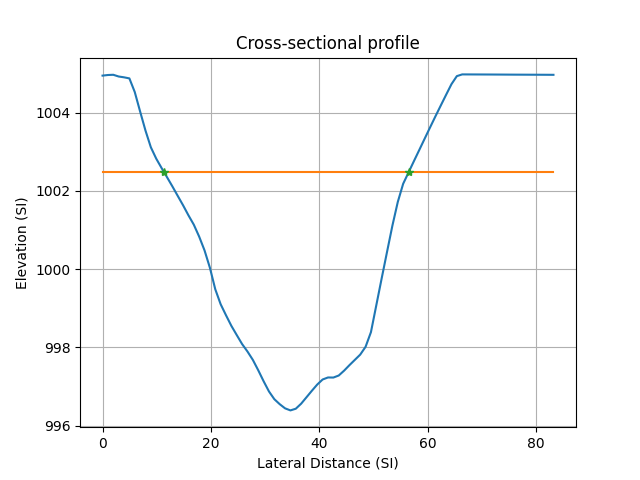 Cross-sectional profile
1004
1002
1000
998
996
Elevation (SI)
0 20 40 60 80
Lateral Distance (SI)